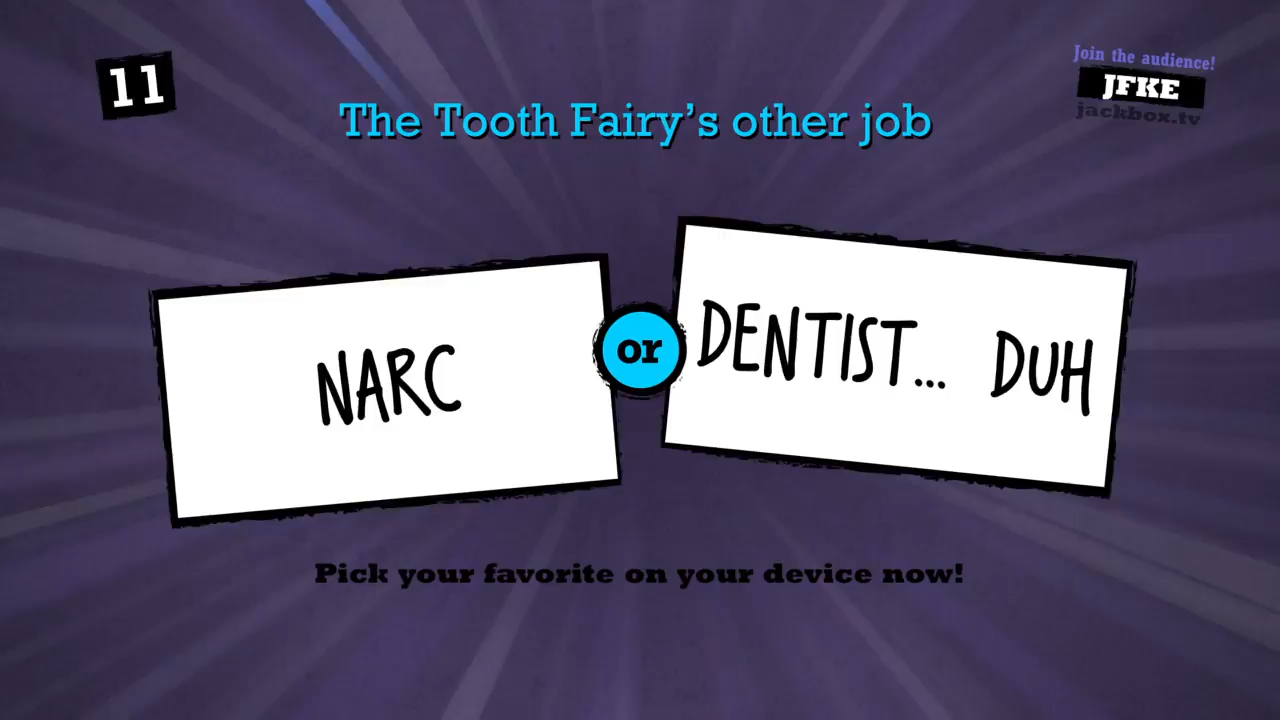 11
Join the audience!
JFKE
jackbox.tv
The Tooth Fairy's other job
NARC
or
DENTIST... DUH
Pick your favorite on your device now!